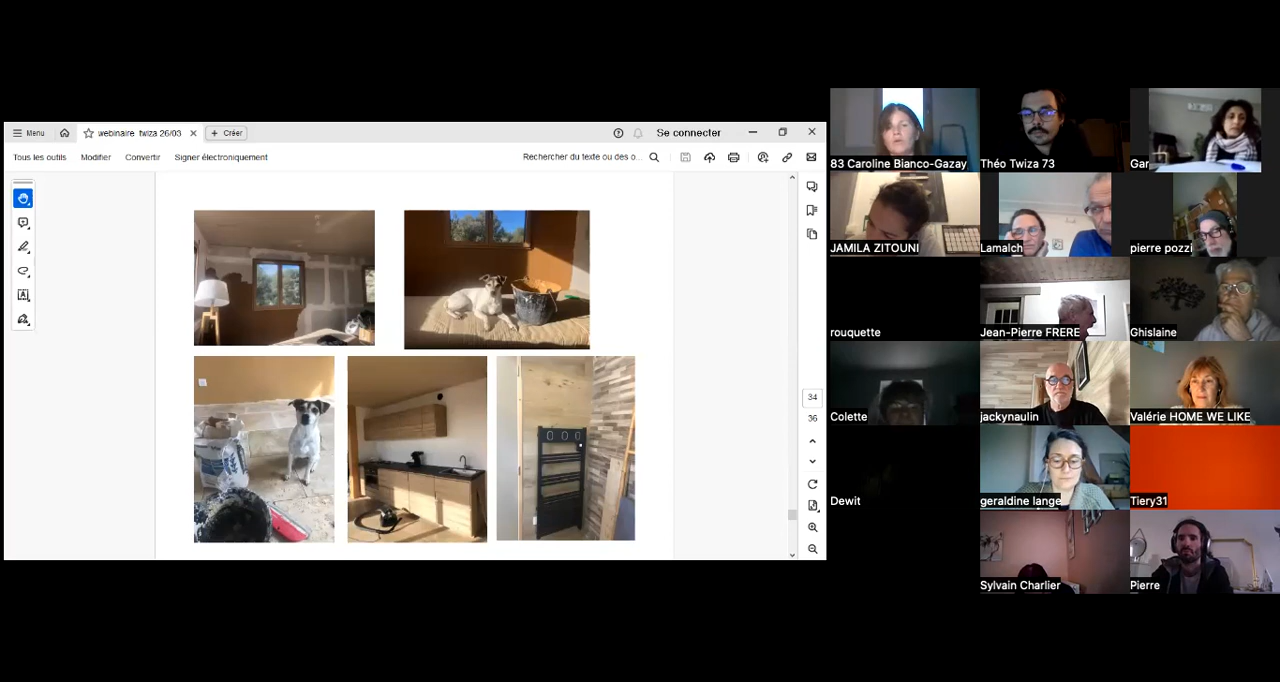 Menu
webinaire twiza 26/03
Créer
Se connecter
Tous les outils
Modifier
Convertir
Signer électroniquement
Rechercher du texte ou des o...
34
36
83 Caroline Bianco-Gazay
Théo Twiza 73
Gar
JAMILA ZITOUNI
Lamalch
pierre pozzi
rouquette
Jean-Pierre FRERE
Ghislaine
Colette
jackynaulin
Valérie HOME WE LIKE
Dewit
geraldine lange
Tiery31
Sylvain Charlier
Pierre